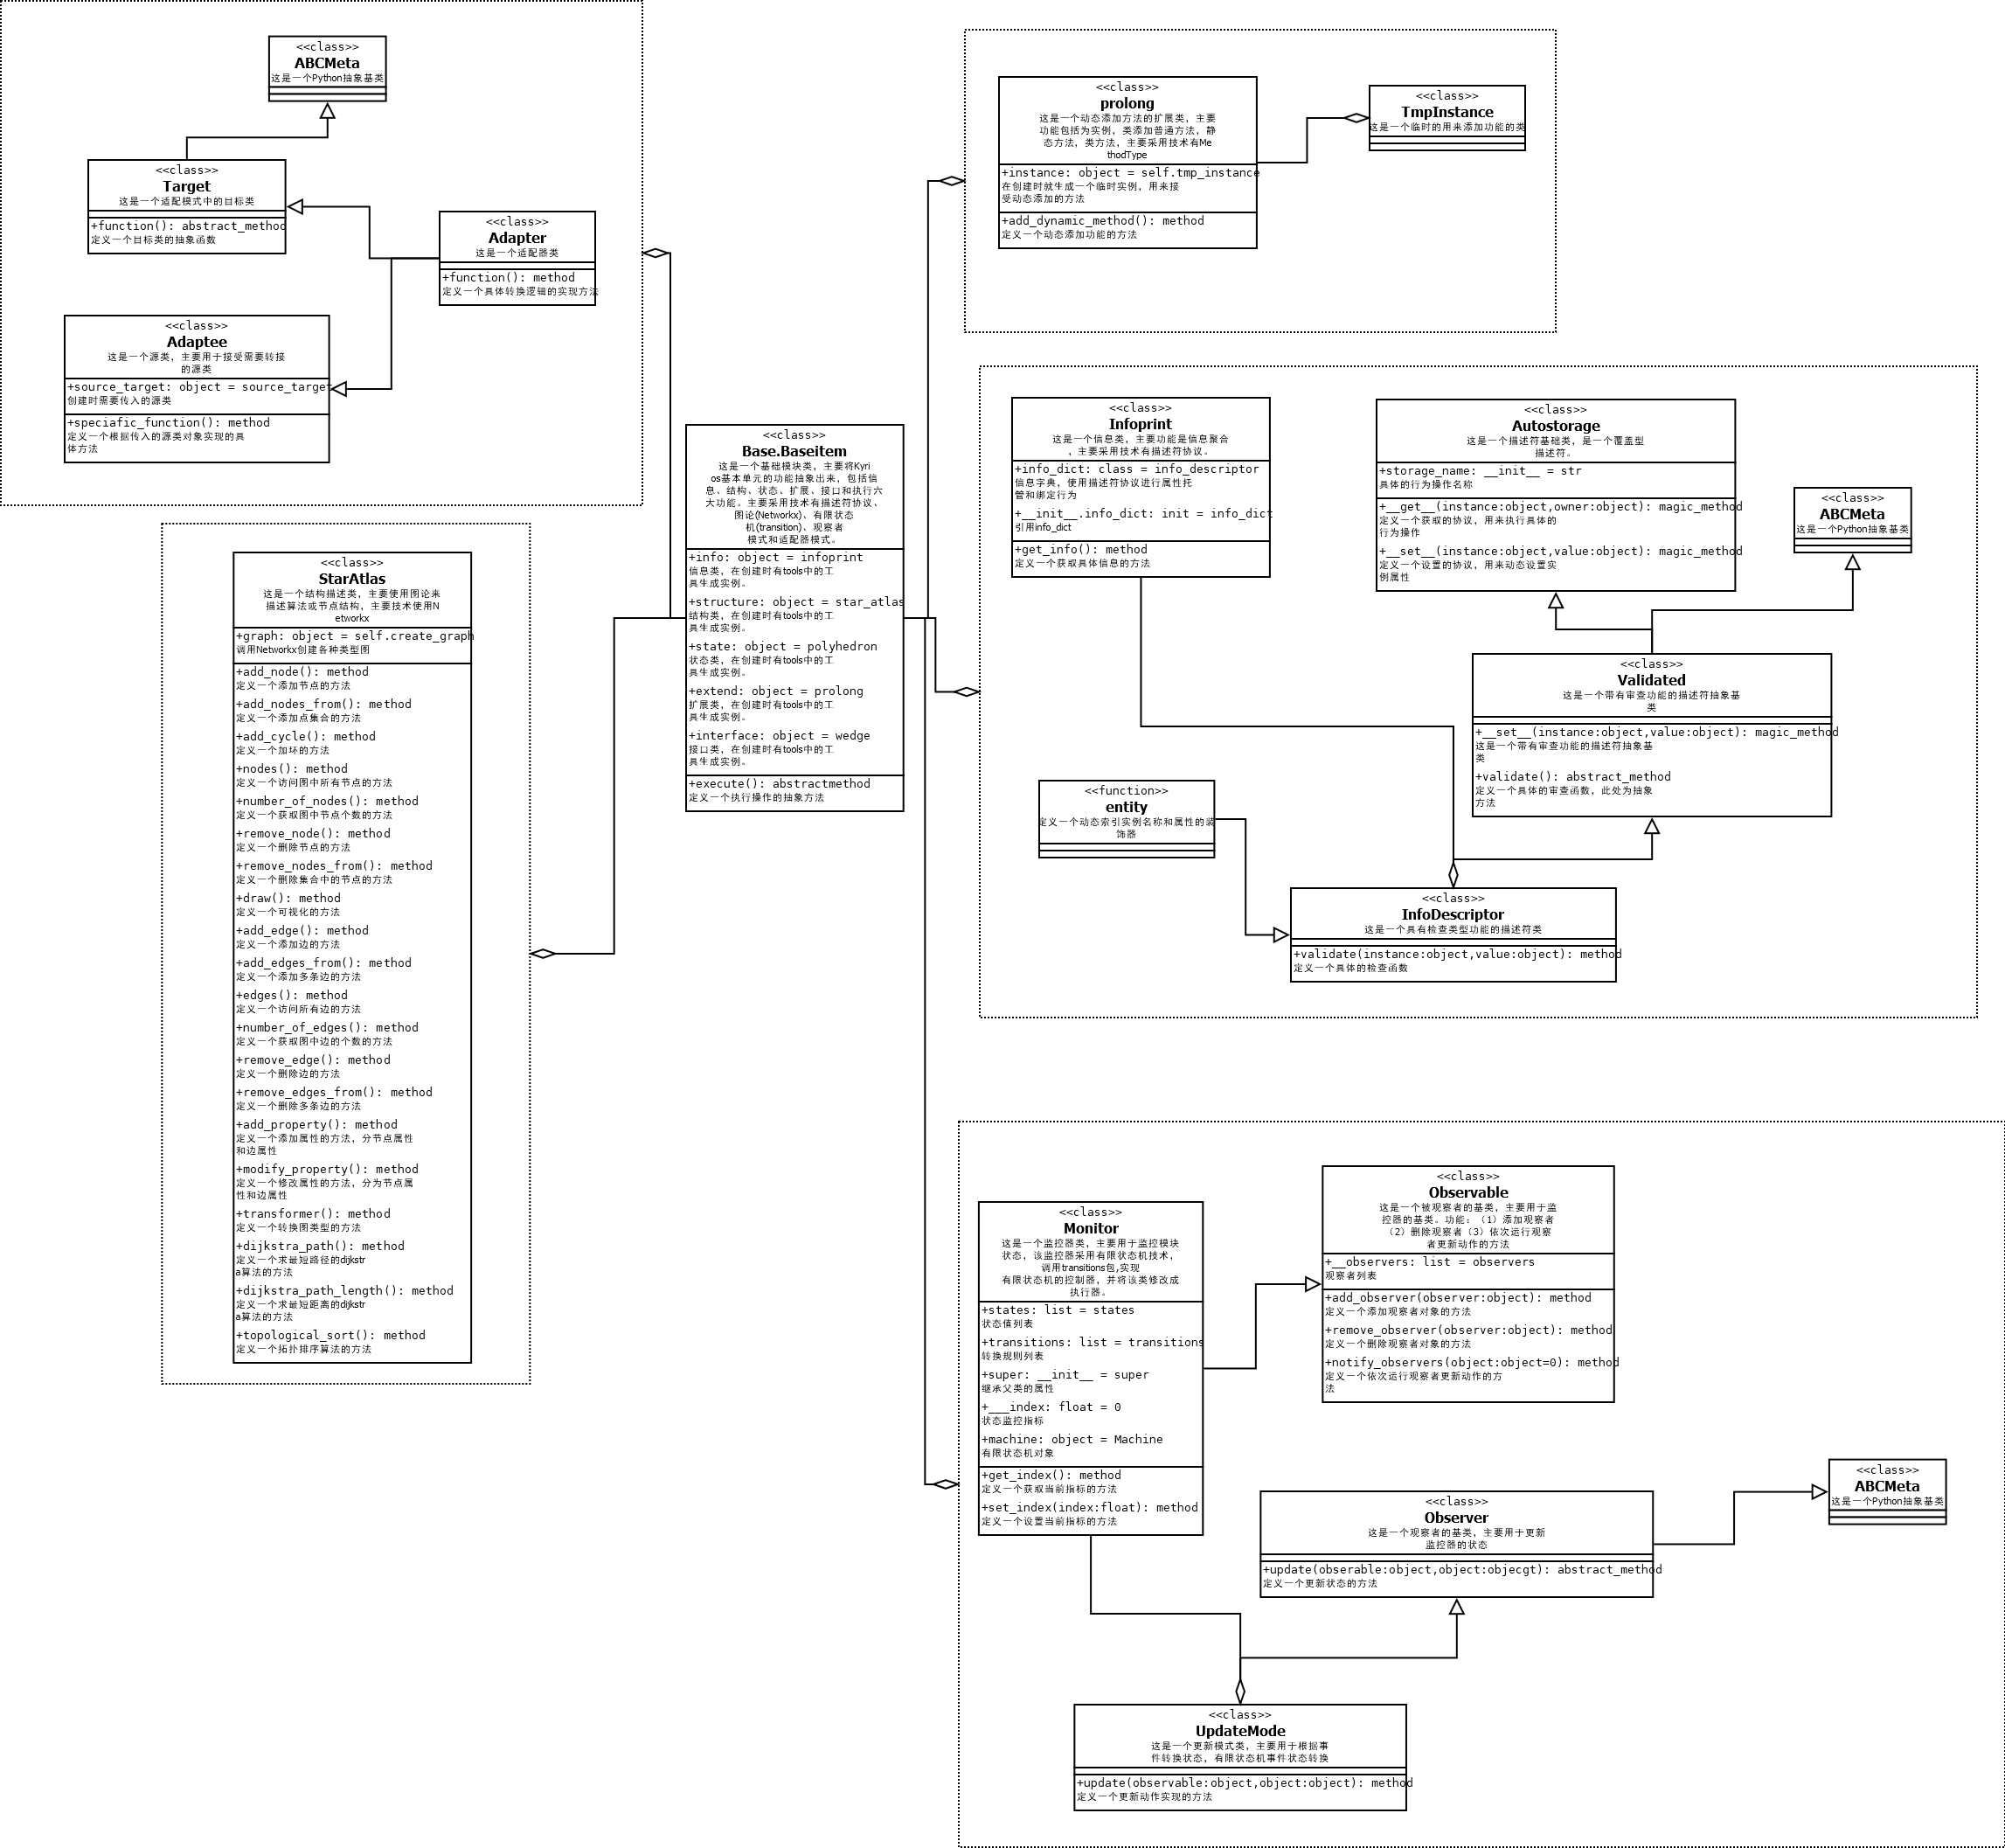 <<class>>
ABCMeta
这是一个Python抽象基类
<<class>>
Target
这是一个适配模式中的目标类
+function(): abstract_method
定义一个目标类的抽象函数
<<class>>
Adapter
这是一个适配器类
+function(): method
定义一个具体转换逻辑的实现方法
<<class>>
Adaptee
这是一个源类，主要用于接受需要转接
的源类
+source_target: object = source_target
创建时需要传入的源类
+speciafic_function(): method
定义一个根据传入的源类对象实现的具
体方法
<<class>>
StarAtlas
这是一个结构描述类，主要使用图论来
描述算法或节点结构，主要技术使用N
etworkx
+graph: object = self.create_graph
调用Networkx创建各种类型图
+add_node(): method
定义一个添加节点的方法
+add_nodes_from(): method
定义一个添加点集合的方法
+add_cycle(): method
定义一个加坏的方法
+nodes(): method
定义一个访问图中所有节点的方法
+number_of_nodes(): method
定义一个获取图中节点个数的方法
+remove_node(): method
定义一个删除节点的方法
+remove_nodes_from(): method
定义一个删除集合中的节点的方法
+draw(): method
定义一个可视化的方法
+add_edge(): method
定义一个添加边的方法
+add_edges_from(): method
定义一个添加多条边的方法
+edges(): method
定义一个访问所有边的方法
+number_of_edges(): method
定义一个获取图中边的个数的方法
+remove_edge(): method
定义一个删除边的方法
+remove_edges_from(): method
定义一个删除多条边的方法
+add_property(): method
定义一个添加属性的方法，分节点属性
和边属性
+modify_property(): method
定义一个修改属性的方法，分为节点属
性和边属性
+transformer(): method
定义一个转换图类型的方法
+dijkstra_path(): method
定义一个求最短路径的dijkstr
a算法的方法
+dijkstra_path_length(): method
定义一个求最短距离的dijkstr
a算法的方法
+topological_sort(): method
定义一个拓扑排序算法的方法
<<class>>
Base.Baseitem
这是一个基础模块类，主要将Kyri
os基本单元的功能抽象出来，包括信
息、结构、状态、扩展、接口和执行六
大功能。主要采用技术有描述符协议、
图论(Networkx)、有限状态
机(transition)、观察者
模式和适配器模式。
+info: object = infoprint
信息类，在创建时有tools中的工
具生成实例。
+structure: object = star_atlas
结构类，在创建时有tools中的工
具生成实例。
+state: object = polyhedron
状态类，在创建时有tools中的工
具生成实例。
+extend: object = prolong
扩展类，在创建时有tools中的工
具生成实例。
+interface: object = wedge
接口类，在创建时有tools中的工
具生成实例。
+execute(): abstractmethod
定义一个执行操作的抽象方法
<<class>>
prolong
这是一个动态添加方法的扩展类，主要
功能包括为实例，类添加普通方法，静
态方法，类方法，主要采用技术有Me
thodType
+instance: object = self.tmp_instance
在创建时就生成一个临时实例，用来接
受动态添加的方法
+add_dynamic_method(): method
定义一个动态添加功能的方法
<<class>>
TmpInstance
这是一个临时的用来添加功能的类
<<class>>
Infoprint
这是一个信息类，主要功能是信息聚合
，主要采用技术有描述符协议。
+info_dict: class = info_descriptor
信息字典，使用描述符协议进行属性托
管和绑定行为
+__init__.info_dict: init = info_dict
引用info_dict
+get_info(): method
定义一个获取具体信息的方法
<<class>>
Autostorage
这是一个描述符基础类，是一个覆盖型
描述符。
+storage_name: __init__ = str
具体的行为操作名称
+__get__(instance:object,owner:object): magic_method
定义一个获取的协议，用来执行具体的
行为操作
+__set__(instance:object,value:object): magic_method
定义一个设置的协议，用来动态设置实
例属性
<<class>>
ABCMeta
这是一个Python抽象基类
<<class>>
Validated
这是一个带有审查功能的描述符抽象基
类
+__set__(instance:object,value:object): magic_method
这是一个带有审查功能的描述符抽象基
类
+validate(): abstract_method
定义一个具体的审查函数，此处为抽象
方法
<<function>>
entity
定义一个动态索引实例名称和属性的装
饰器
<<class>>
InfoDescriptor
这是一个具有检查类型功能的描述符类
+validate(instance:object,value:object): method
定义一个具体的检查函数
<<class>>
Monitor
这是一个监控器类，主要用于监控模块
状态，该监控器采用有限状态机技术，
调用transitions包,实现
有限状态机的控制器，并将该类修改成
执行器。
+states: list = states
状态值列表
+transitions: list = transitions
转换规则列表
+super: __init__ = super
继承父类的属性
+___index: float = 0
状态监控指标
+machine: object = Machine
有限状态机对象
+get_index(): method
定义一个获取当前指标的方法
+set_index(index:float): method
定义一个设置当前指标的方法
<<class>>
Observable
这是一个被观察者的基类，主要用于监
控器的基类。功能：（1）添加观察者
（2）删除观察者（3）依次运行观察
者更新动作的方法
+__observers: list = observers
观察者列表
+add_observer(observer:object): method
定义一个添加观察者对象的方法
+remove_observer(observer:object): method
定义一个删除观察者对象的方法
+notify_observers(object:object=0): method
定义一个依次运行观察者更新动作的方
法
<<class>>
ABCMeta
这是一个Python抽象基类
<<class>>
Observer
这是一个观察者的基类，主要用于更新
监控器的状态
+update(obserable:object,object:objecgt): abstract_method
定义一个更新状态的方法
<<class>>
UpdateMode
这是一个更新模式类，主要用于根据事
件转换状态，有限状态机事件状态转换
+update(observable:object,object:object): method
定义一个更新动作实现的方法